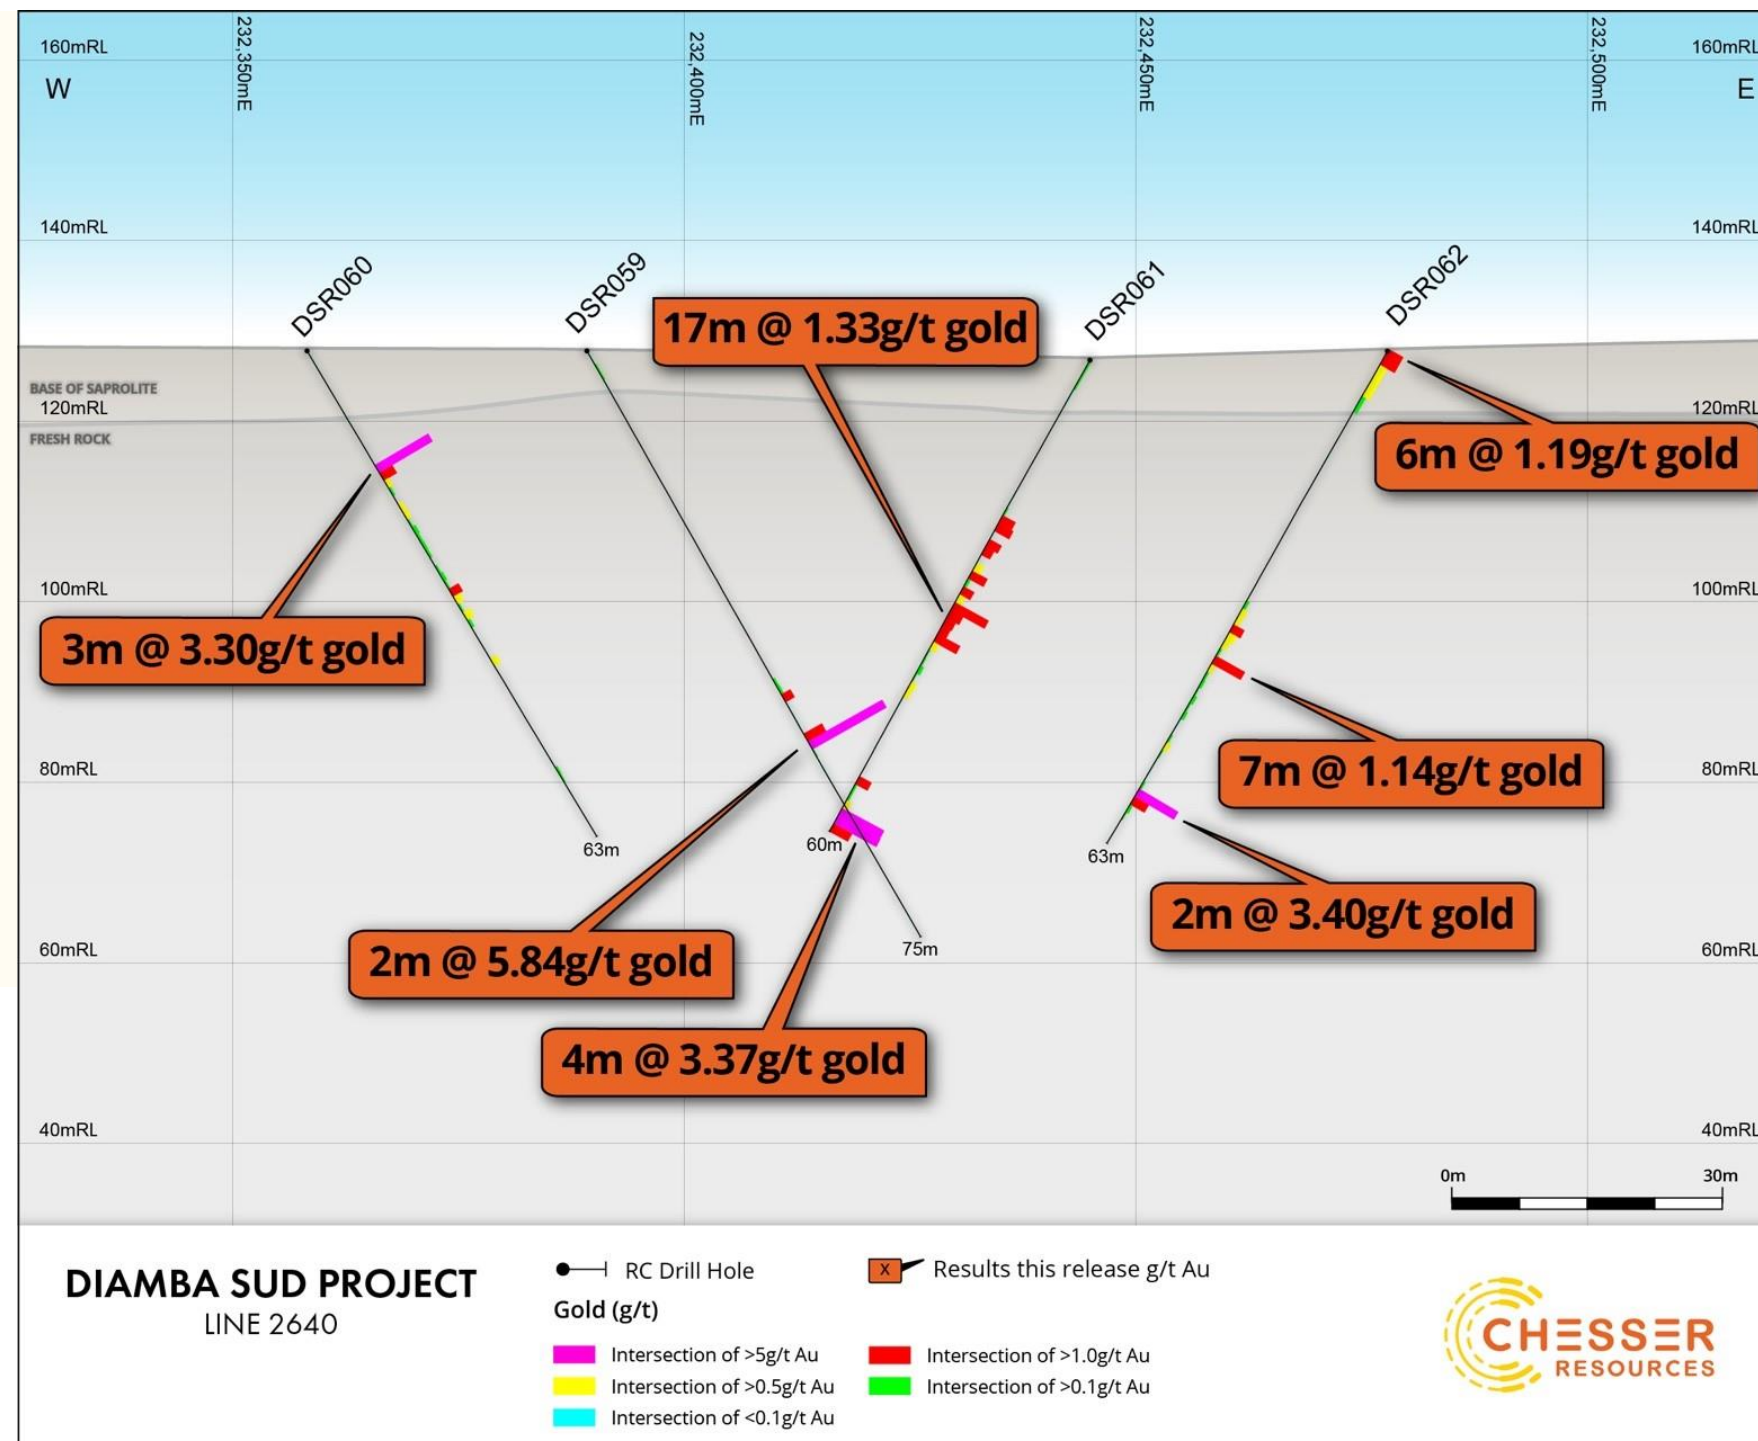 232,350mE
232,400mE
232,450mE
232,500mE
160mRL
160mRL
W
E
140mRL
140mRL
DSR060
DSR059
DSR061
DSR062
17m @ 1.33g/t gold
BASE OF SAPROLITE
120mRL
120mRL
FRESH ROCK
6m @ 1.19g/t gold
100mRL
100mRL
3m @ 3.30g/t gold
80mRL
80mRL
7m @ 1.14g/t gold
63m
60m
63m
2m @ 3.40g/t gold
75m
60mRL
60mRL
2m @ 5.84g/t gold
4m @ 3.37g/t gold
40mRL
40mRL
0m
30m
DIAMBA SUD PROJECT
LINE 2640
RC Drill Hole
X
Results this release g/t Au
Gold (g/t)
Intersection of >5g/t Au
Intersection of >1.0g/t Au
Intersection of >0.5g/t Au
Intersection of >0.1g/t Au
Intersection of <0.1g/t Au
CHESSER
RESOURCES